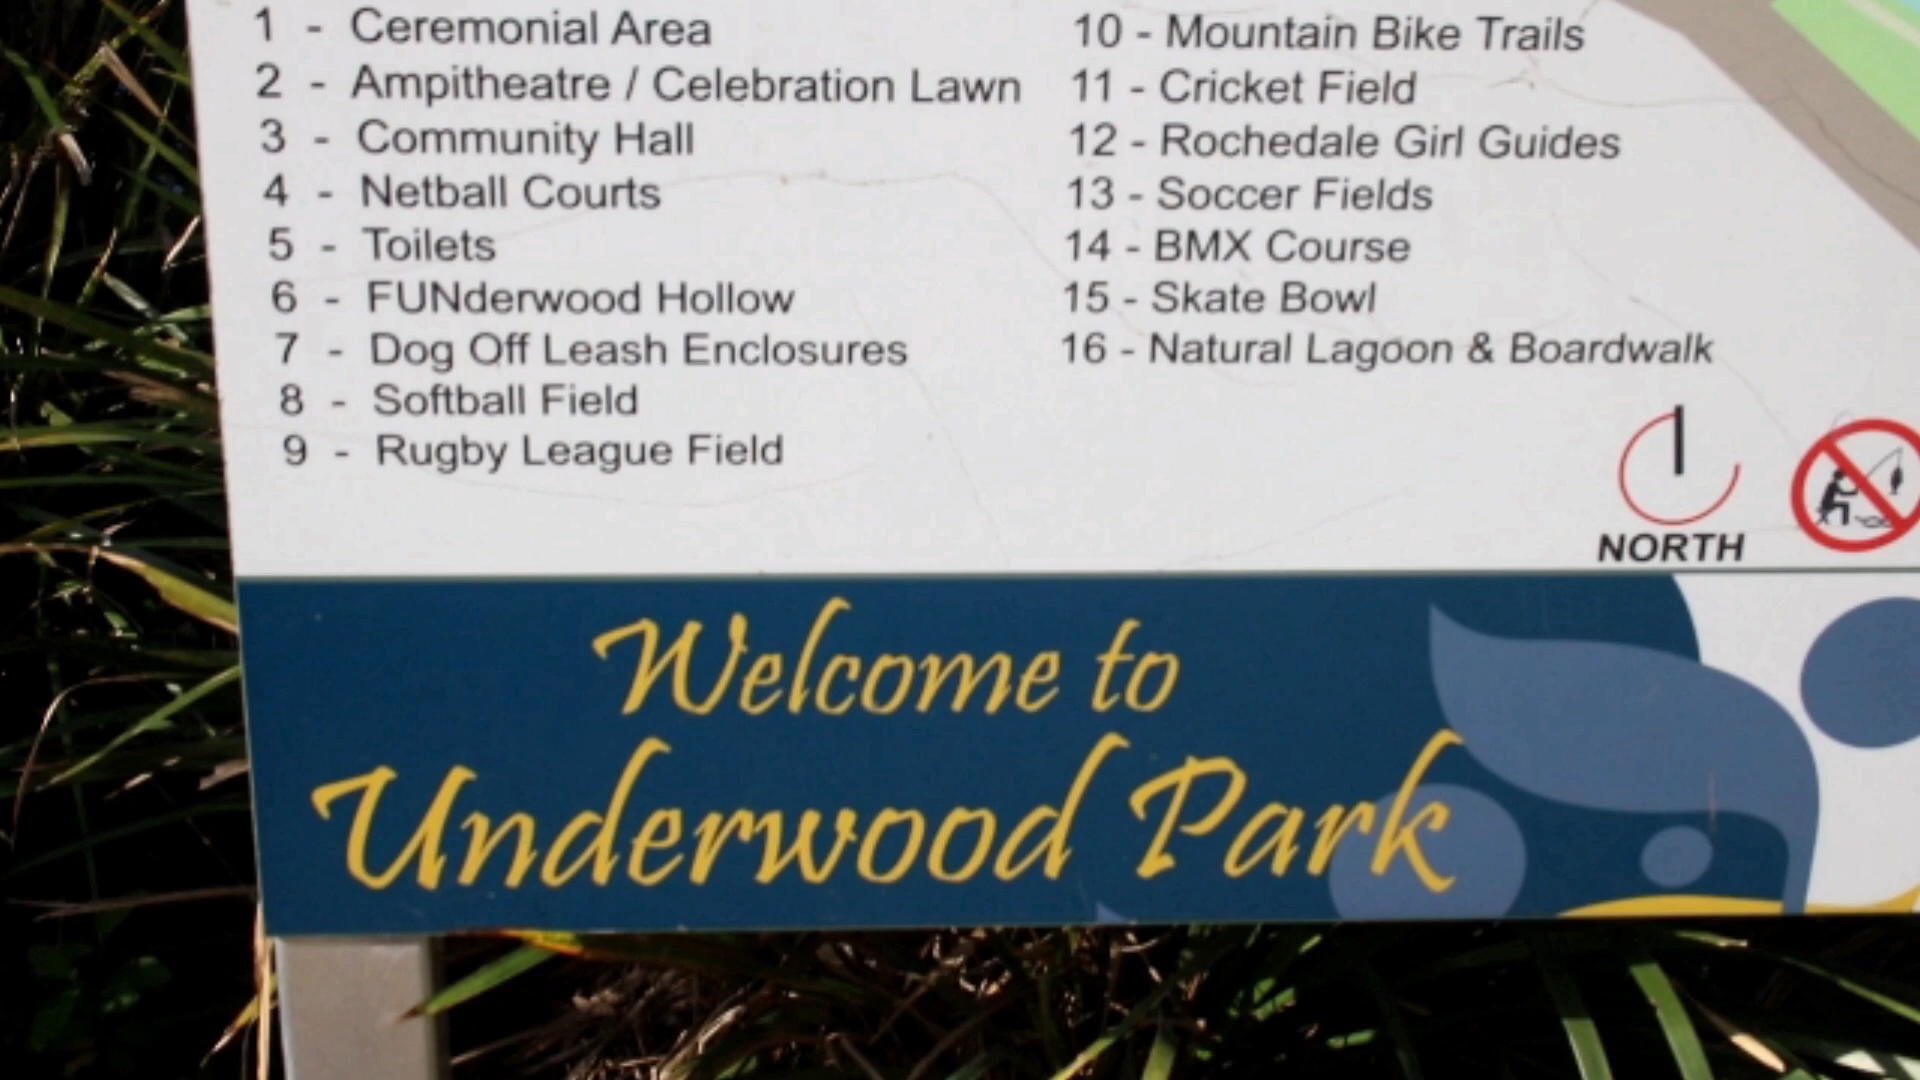 1 - Ceremonial Area
2 - Ampitheatre / Celebration Lawn
3 - Community Hall
4 - Netball Courts
5 - Toilets
6 - FUNderwood Hollow
7 - Dog Off Leash Enclosures
8 - Softball Field
9 - Rugby League Field
10 - Mountain Bike Trails
11 - Cricket Field
12 - Rochedale Girl Guides
13 - Soccer Fields
14 - BMX Course
15 - Skate Bowl
16 - Natural Lagoon & Boardwalk
NORTH
Welcome to
Underwood Park